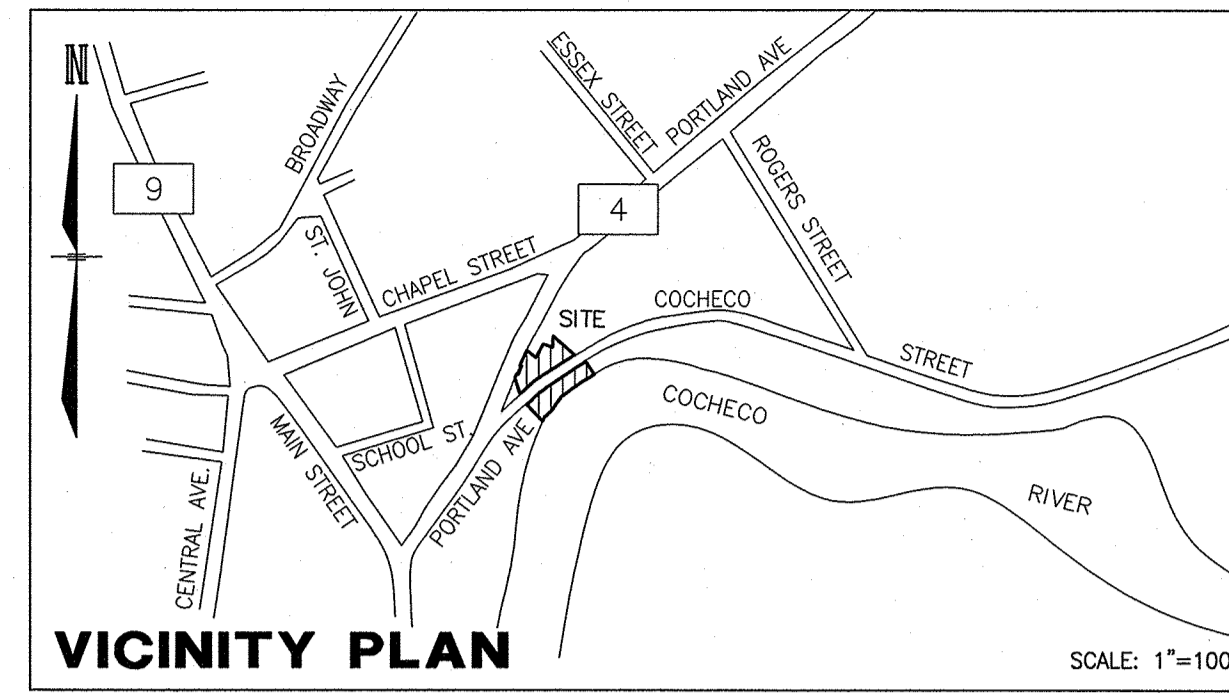 N
9
BROADWAY
ESSEX STREET
PORTLAND AVE
4
ROGERS STREET
ST. JOHN
CHAPEL STREET
COCHECO
SITE
STREET
COCHECO
RIVER
MAIN STREET
SCHOOL ST.
PORTLAND AVE
CENTRAL AVE.
VICINITY PLAN
SCALE: 1"=100